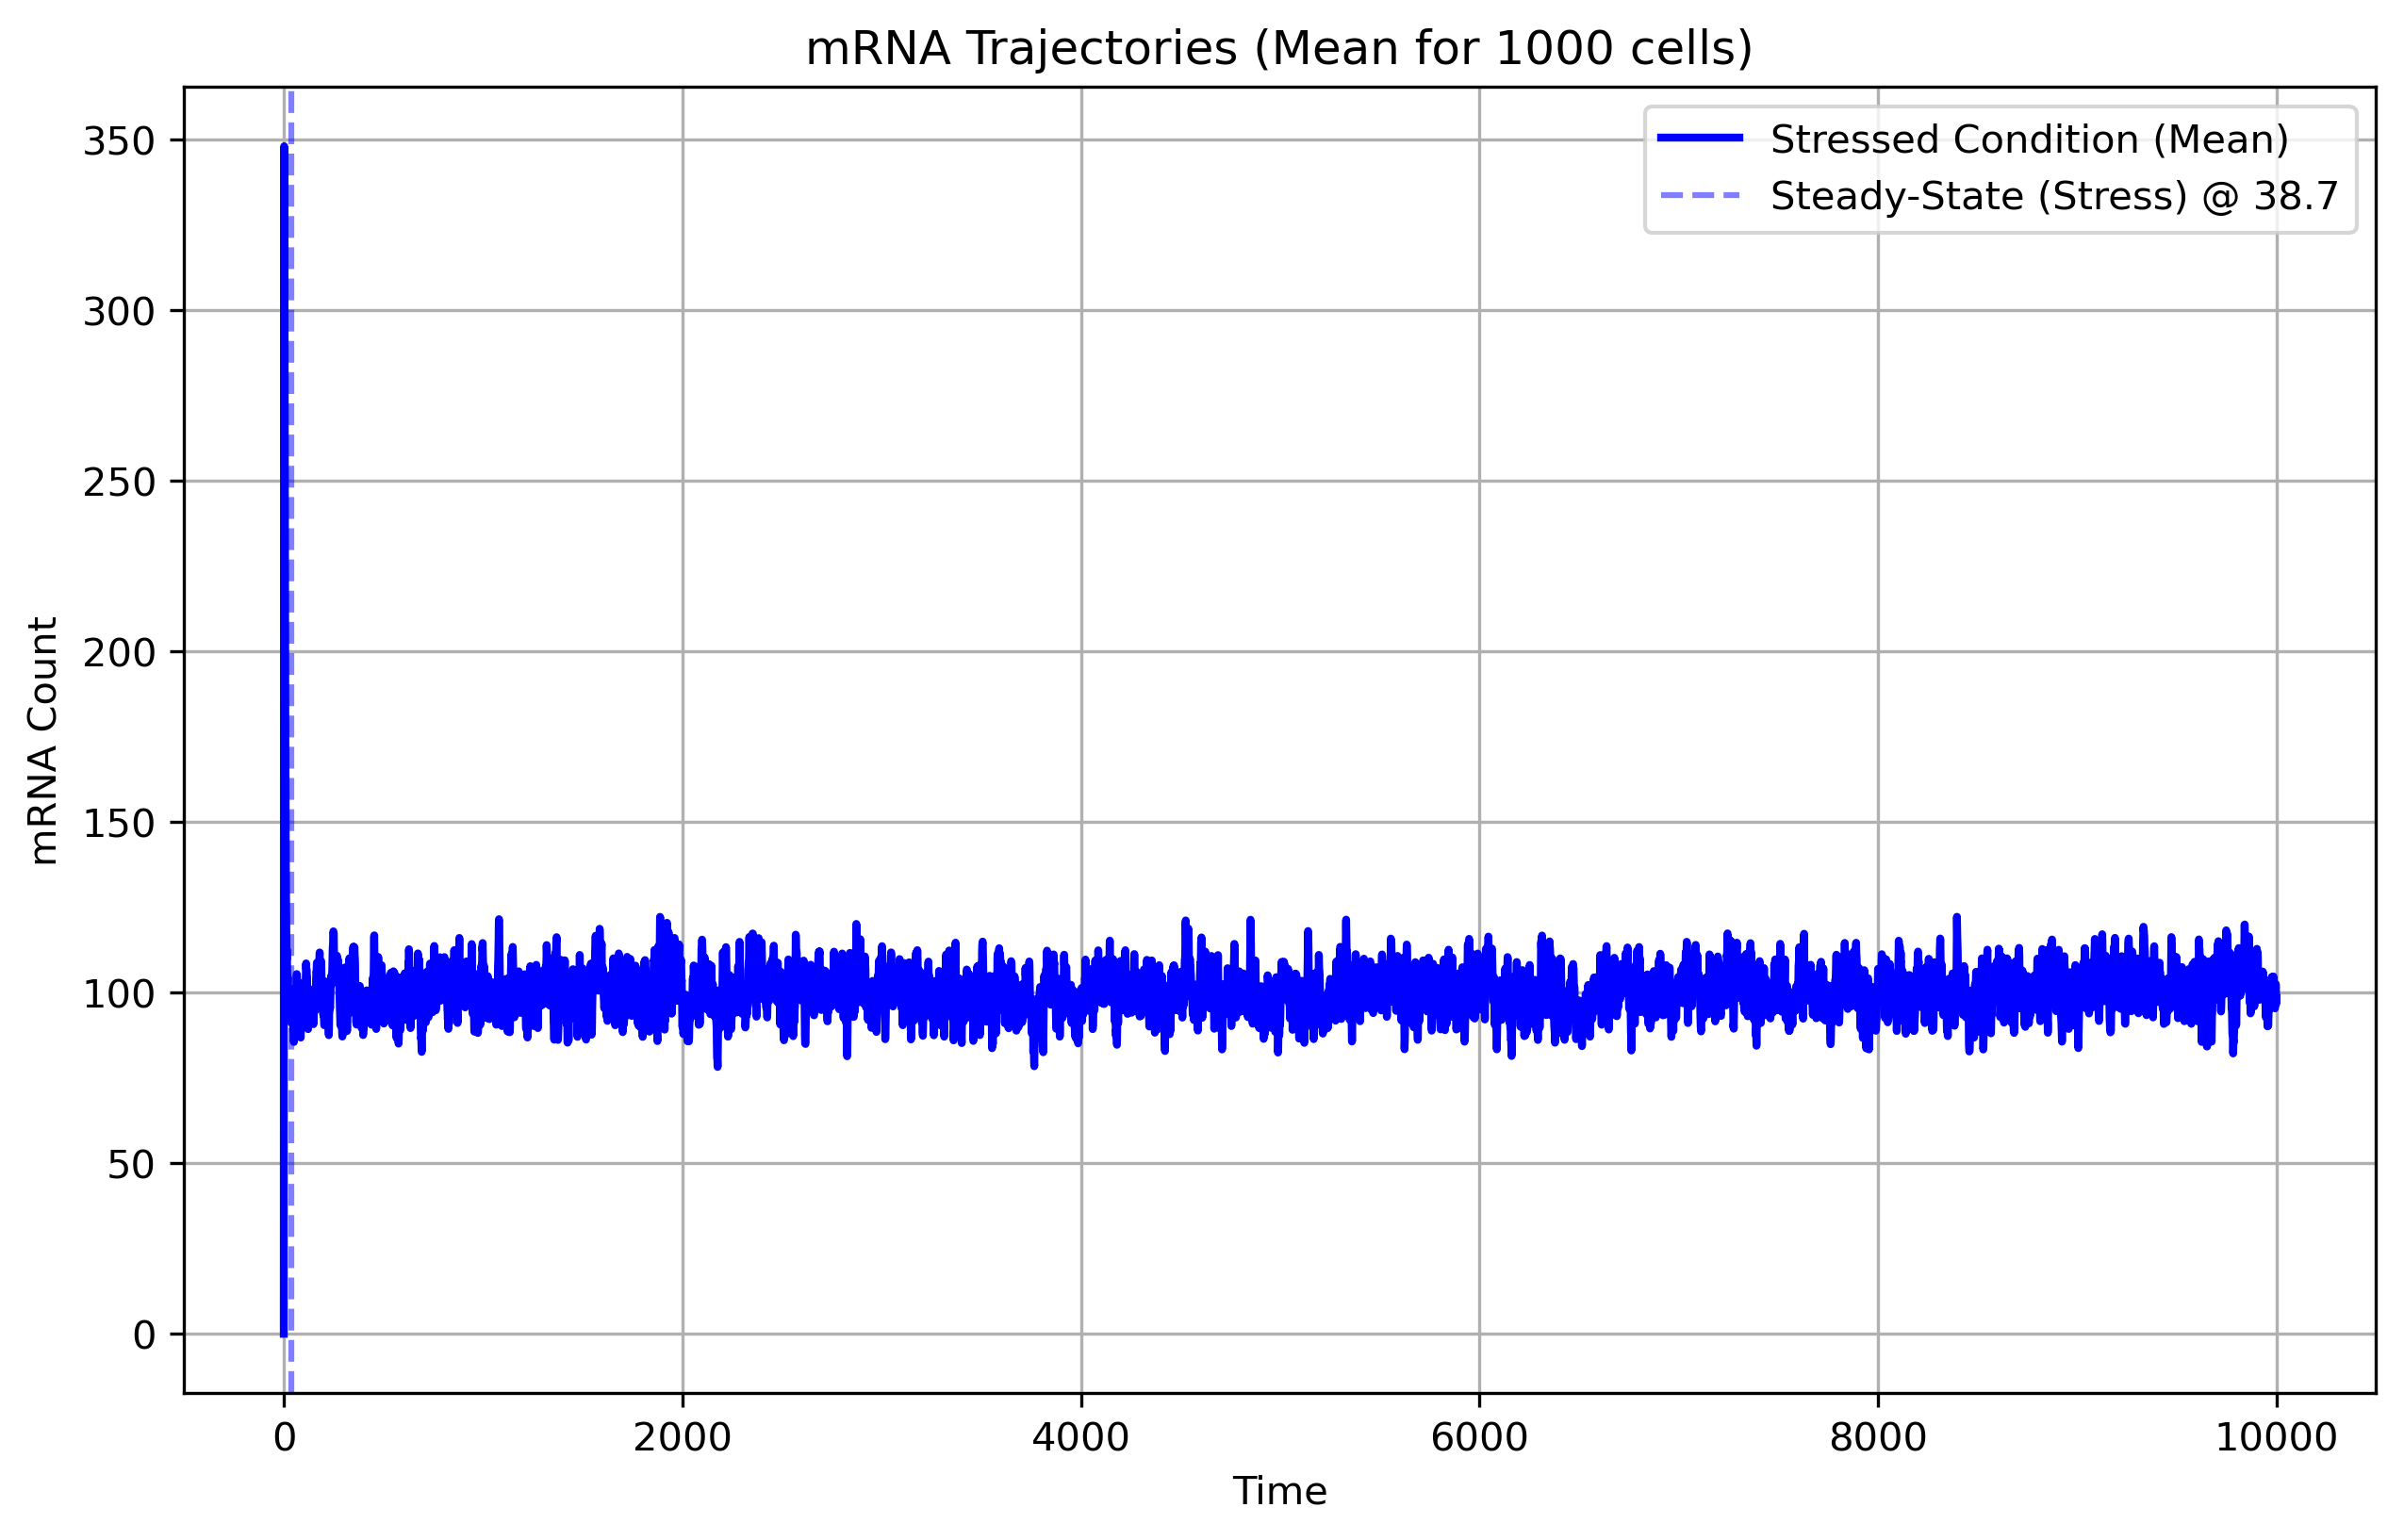 mRNA Trajectories (Mean for 1000 cells)
Stressed Condition (Mean)
Steady-State (Stress) @ 38.7
mRNA Count
350
300
250
200
150
100
50
0
0 2000 4000 6000 8000 10000
Time